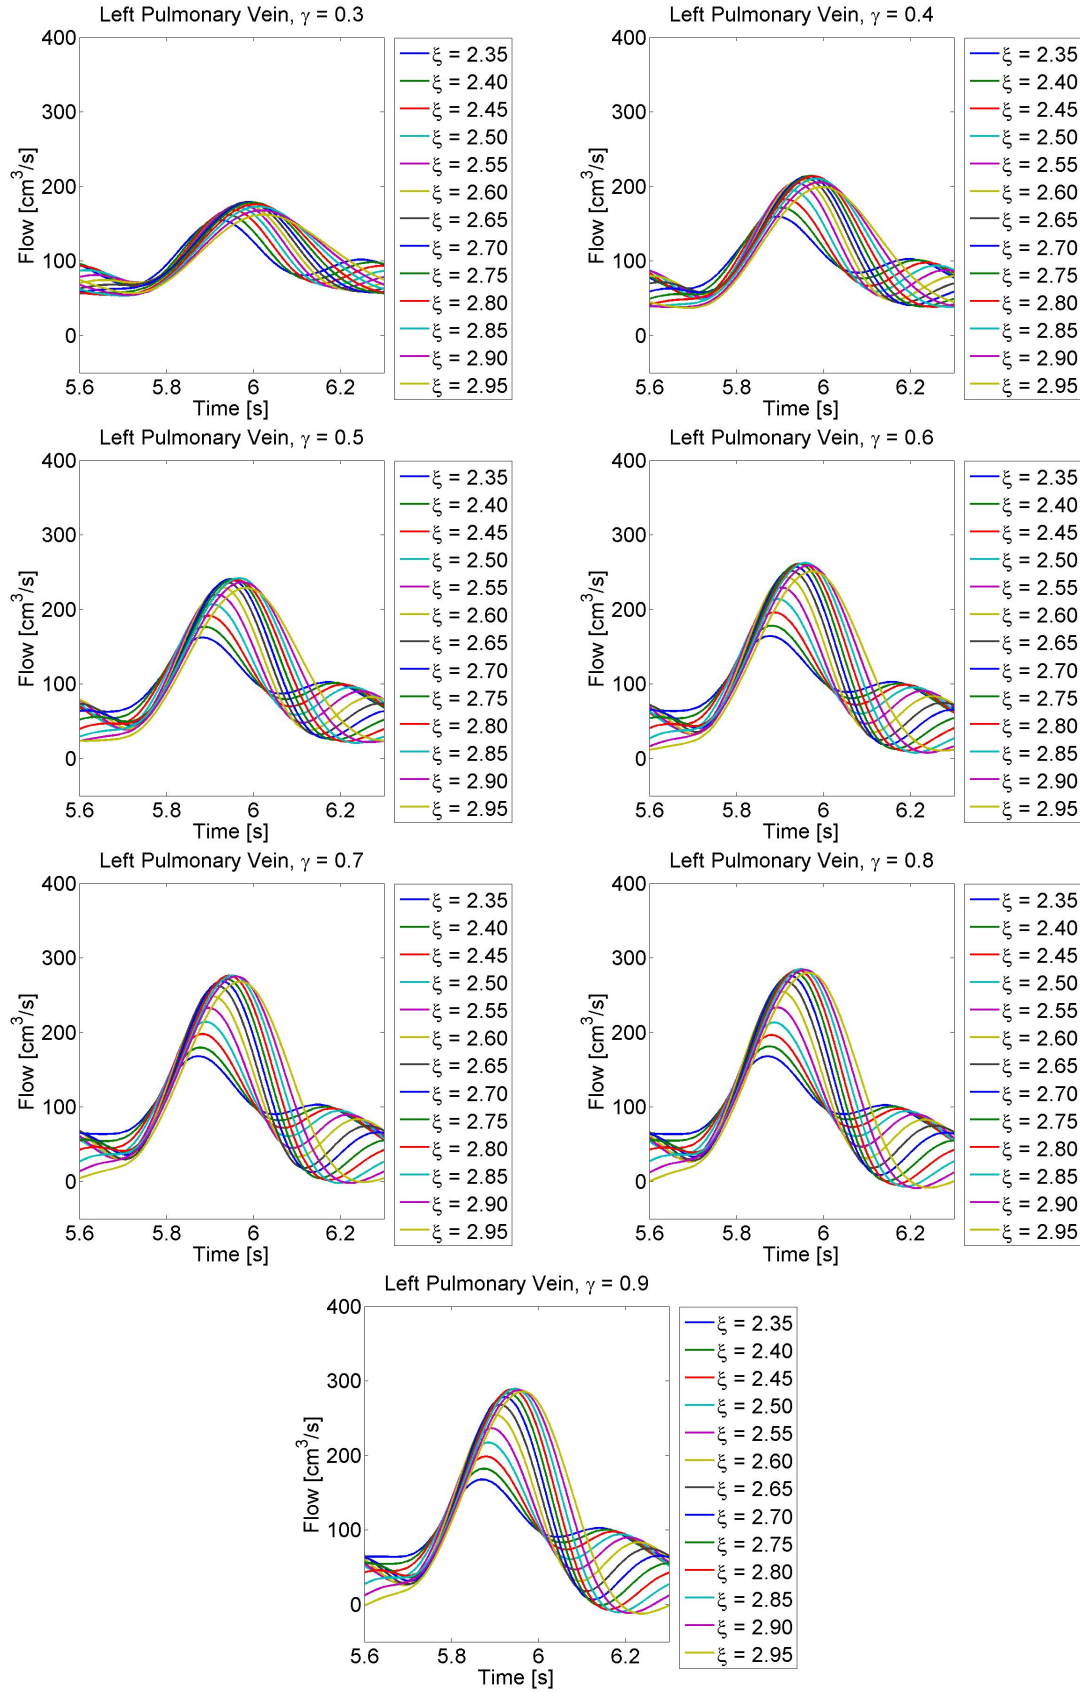 Left Pulmonary Vein, γ = 0.3
400
300
200
100
0
Flow [cm³/s]
5.6
5.8
6
6.2
Time [s]
ξ = 2.35
ξ = 2.40
ξ = 2.45
ξ = 2.50
ξ = 2.55
ξ = 2.60
ξ = 2.65
ξ = 2.70
ξ = 2.75
ξ = 2.80
ξ = 2.85
ξ = 2.90
ξ = 2.95
Left Pulmonary Vein, γ = 0.4
400
300
200
100
0
Flow [cm³/s]
5.6
5.8
6
6.2
Time [s]
ξ = 2.35
ξ = 2.40
ξ = 2.45
ξ = 2.50
ξ = 2.55
ξ = 2.60
ξ = 2.65
ξ = 2.70
ξ = 2.75
ξ = 2.80
ξ = 2.85
ξ = 2.90
ξ = 2.95
Left Pulmonary Vein, γ = 0.5
400
300
200
100
0
Flow [cm³/s]
5.6
5.8
6
6.2
Time [s]
ξ = 2.35
ξ = 2.40
ξ = 2.45
ξ = 2.50
ξ = 2.55
ξ = 2.60
ξ = 2.65
ξ = 2.70
ξ = 2.75
ξ = 2.80
ξ = 2.85
ξ = 2.90
ξ = 2.95
Left Pulmonary Vein, γ = 0.6
400
300
200
100
0
Flow [cm³/s]
5.6
5.8
6
6.2
Time [s]
ξ = 2.35
ξ = 2.40
ξ = 2.45
ξ = 2.50
ξ = 2.55
ξ = 2.60
ξ = 2.65
ξ = 2.70
ξ = 2.75
ξ = 2.80
ξ = 2.85
ξ = 2.90
ξ = 2.95
Left Pulmonary Vein, γ = 0.7
400
300
200
100
0
Flow [cm³/s]
5.6
5.8
6
6.2
Time [s]
ξ = 2.35
ξ = 2.40
ξ = 2.45
ξ = 2.50
ξ = 2.55
ξ = 2.60
ξ = 2.65
ξ = 2.70
ξ = 2.75
ξ = 2.80
ξ = 2.85
ξ = 2.90
ξ = 2.95
Left Pulmonary Vein, γ = 0.8
400
300
200
100
0
Flow [cm³/s]
5.6
5.8
6
6.2
Time [s]
ξ = 2.35
ξ = 2.40
ξ = 2.45
ξ = 2.50
ξ = 2.55
ξ = 2.60
ξ = 2.65
ξ = 2.70
ξ = 2.75
ξ = 2.80
ξ = 2.85
ξ = 2.90
ξ = 2.95
Left Pulmonary Vein, γ = 0.9
400
300
200
100
0
Flow [cm³/s]
5.6
5.8
6
6.2
Time [s]
ξ = 2.35
ξ = 2.40
ξ = 2.45
ξ = 2.50
ξ = 2.55
ξ = 2.60
ξ = 2.65
ξ = 2.70
ξ = 2.75
ξ = 2.80
ξ = 2.85
ξ = 2.90
ξ = 2.95